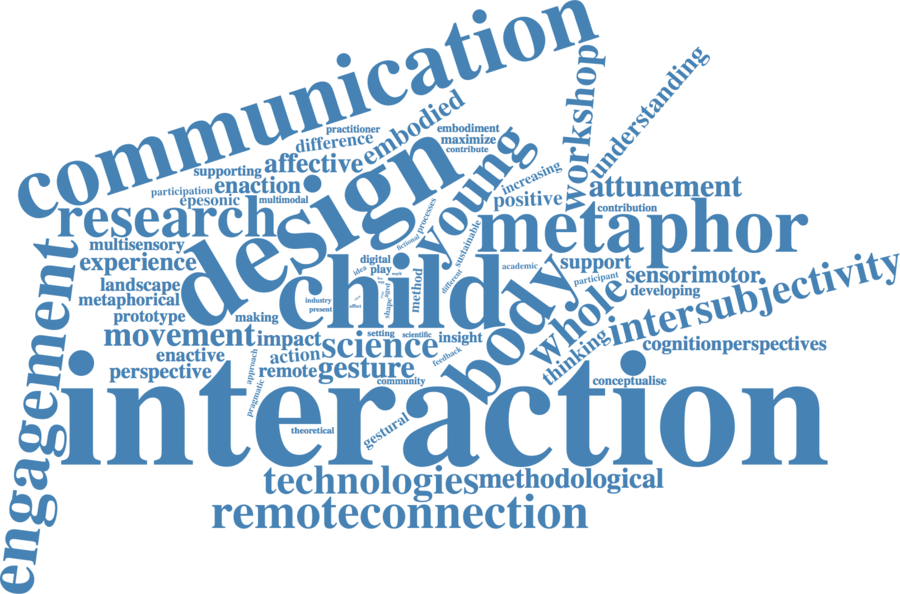 communication
workshop
understanding
practitioner
embodied
embodiment
difference
maximize
contribute
supporting
affective
young
increasing
participation
enaction
design
positive
attunement
epesonic
multimodal
research
contribution
metaphor
processes
fictional
sustainable
multisensory
engagement
experience
digital
play
idea
work
child
method
different
academic
body
support
participant
sensorimotor
whole
developing
intersubjectivity
landscape
metaphorical
industry
present
shape
prototype
making
movement
impact
setting
scientific
insight
science
thinking
cognitionperspectives
enactive
action
feedback
perspective
approach
remote
gesture
community
conceptualise
interaction
pragmatic
theoretical
gestural
technologies
methodological
remoteconnection